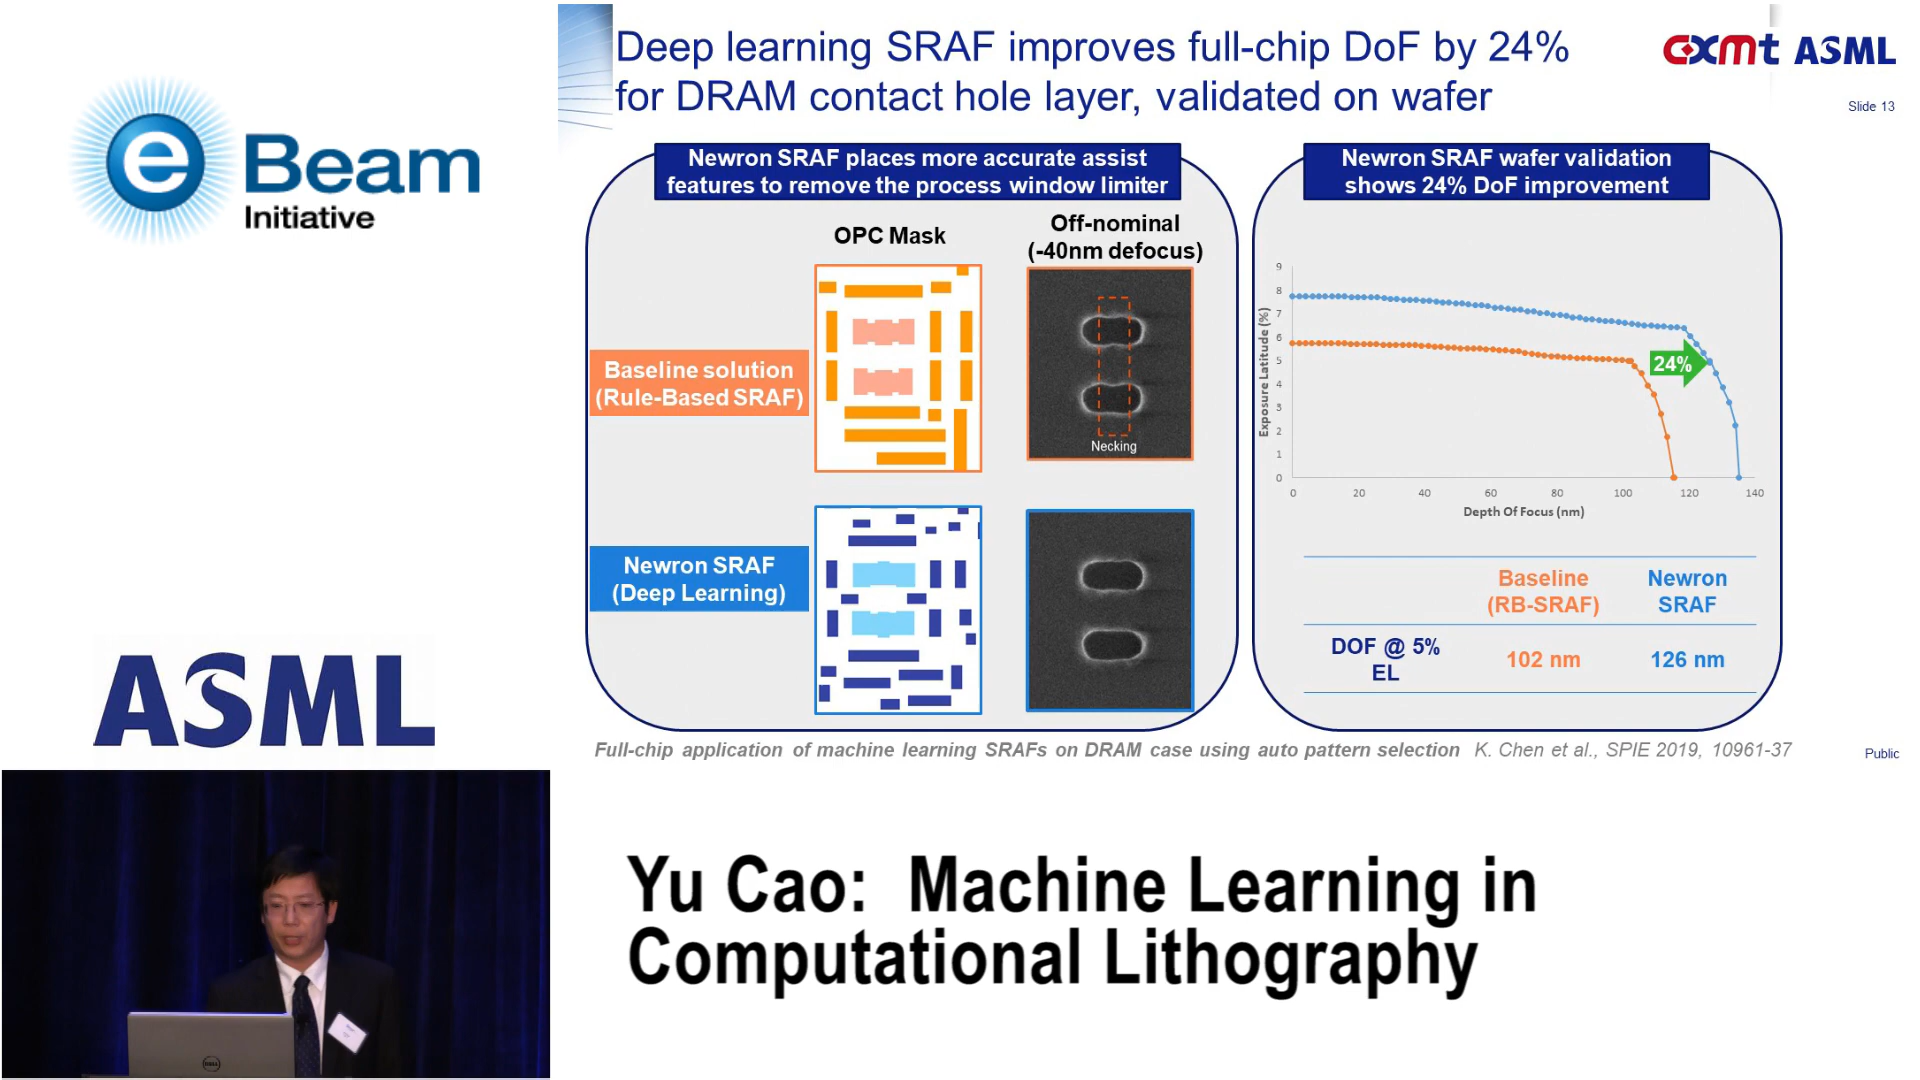 e Beam
Initiative
ASML
Deep learning SRAF improves full-chip DoF by 24%
for DRAM contact hole layer, validated on wafer
cxmt ASML
Slide 13
Newron SRAF places more accurate assist
features to remove the process window limiter
OPC Mask
Off-nominal
(-40nm defocus)
Baseline solution
(Rule-Based SRAF)
Necking
Newron SRAF
(Deep Learning)
Newron SRAF wafer validation
shows 24% DoF improvement
Exposure Latitude (%)
9
8
7
6
5
4
3
2
1
0
24%
0 20 40 60 80 100 120 140
Depth Of Focus (nm)
Baseline
(RB-SRAF)
Newron
SRAF
DOF @ 5%
EL
102 nm
126 nm
Full-chip application of machine learning SRAFs on DRAM case using auto pattern selection K. Chen et al., SPIE 2019, 10961-37
Public
Yu Cao: Machine Learning in
Computational Lithography
DELL